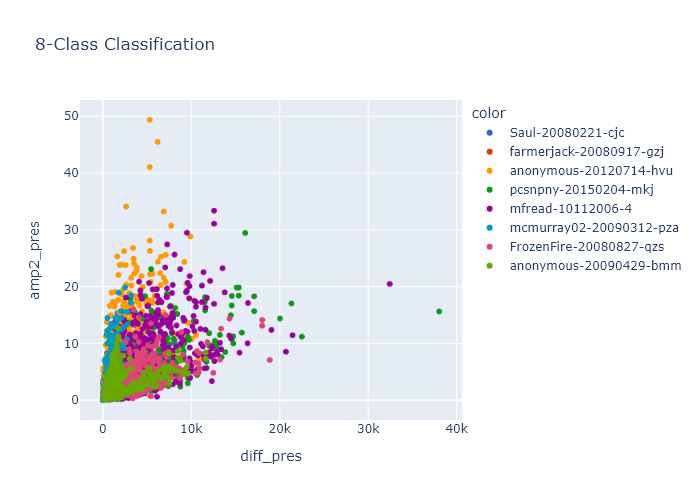 8-Class Classification
color
Saul-20080221-cjc
farmerjack-20080917-gzj
anonymous-20120714-hvu
pcsnpny-20150204-mkj
mfread-10112006-4
mcmurray02-20090312-pza
FrozenFire-20080827-qzs
anonymous-20090429-bmm
amp2_pres
50
40
30
20
10
0
0
10k
20k
30k
40k
diff_pres